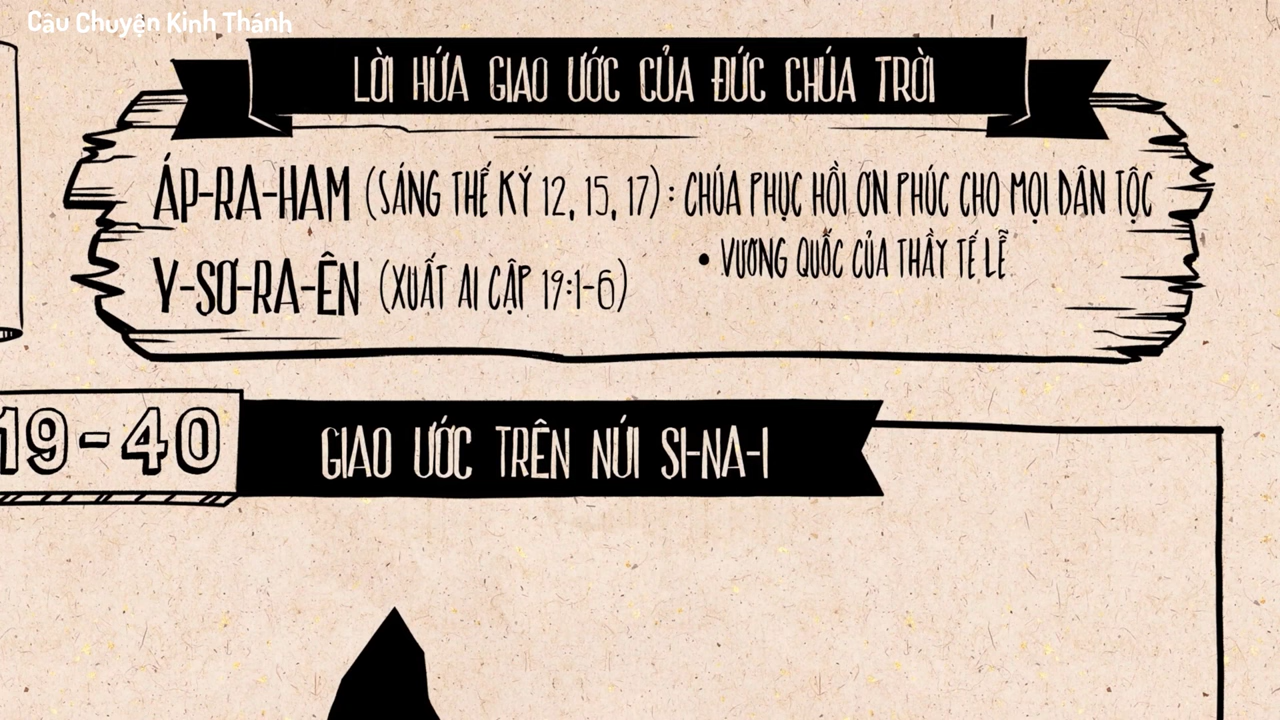 Câu Chuyện Kinh Thánh
LỜI HỨA GIAO ƯỚC CỦA ĐỨC CHÚA TRỜI
ÁP-RA-HAM (SÁNG THẾ KÝ 12, 15, 17) : CHÚA PHỤC HỒI ƠN PHÚC CHO MỌI DÂN TỘC
• VƯƠNG QUỐC CỦA THẦY TẾ LỄ
Y-SƠ-RA-ÊN (XUẤT AI CẬP 19:1-6)
19-40
GIAO ƯỚC TRÊN NÚI SI-NA-I